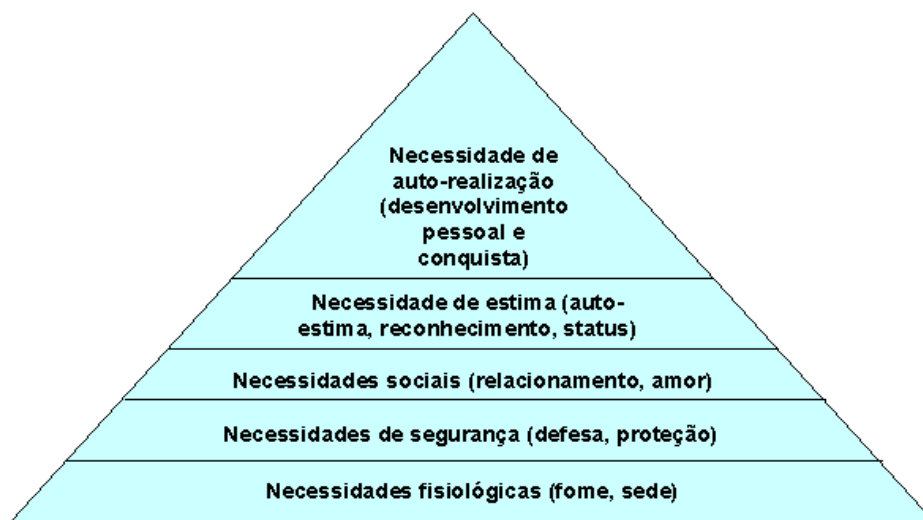 Necessidade de
auto-realização
(desenvolvimento
pessoal e
conquista)
Necessidade de estima (auto-
estima, reconhecimento, status)
Necessidades sociais (relacionamento, amor)
Necessidades de segurança (defesa, proteção)
Necessidades fisiológicas (fome, sede)